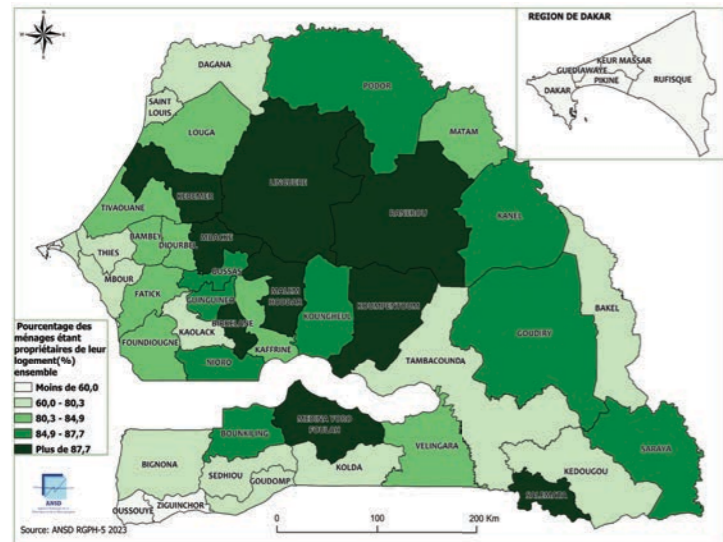 REGION DE DAKAR
KEUR MASSAR
GUEDIAWAYE
PIKINE
RUFISQUE
DAKAR
DAGANA
PODOR
SAINT
LOUIS
LOUGA
MATAM
LINGUERE
RANEROU
KEBEMER
KANEL
TIVAOUANE
MBACKE
BAMBEY
DIOURBEL
THIES
BAKEL
MBOUR
GOSSAS
MALEM
HODDAR
FATICK
GUINGUINEO
KOUNGHEUL
KOUMPENTOUM
GOUDIRY
BIRKELANE
KAOLACK
FOUNDIOUGNE
KAFFRINE
TAMBACOUNDA
NIORO
MEDINA YORO
FOULAH
BOUNKILING
VELINGARA
SARAYA
BIGNONA
KOLDA
KEDOUGOU
SEDHIOU
GOUDOMP
SALEMATA
OUSSOUYE
ZIGUINCHOR
Pourcentage des
ménages étant
propriétaires de leur
logement(%)
ensemble
Moins de 60,0
60,0 - 80,3
80,3 - 84,9
84,9 - 87,7
Plus de 87,7
ANSD
Source: ANSD RGPH-5 2023
0 100 200 Km